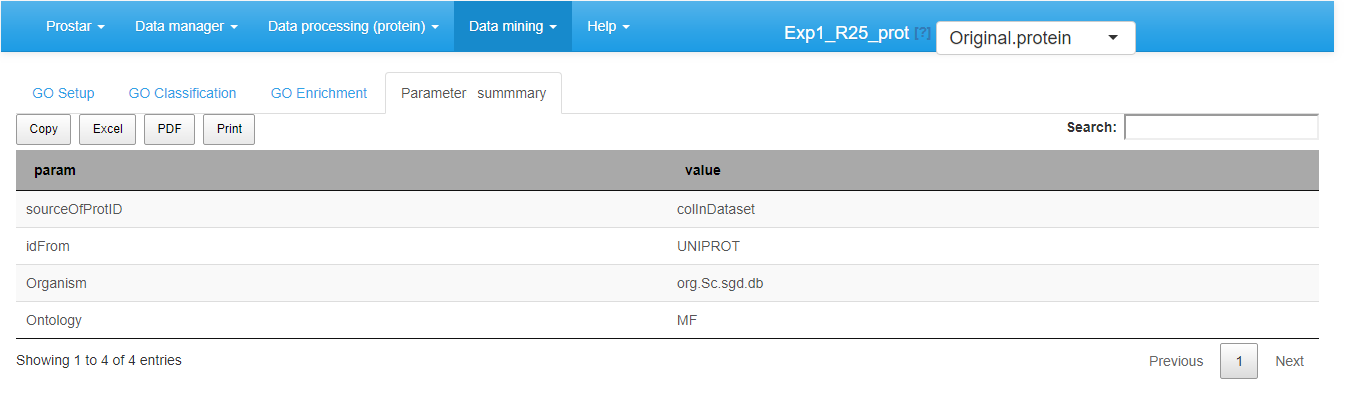 Prostar Data manager Data processing (protein) Data mining Help Exp1_R25_prot [?] Original.protein
GO Setup GO Classification GO Enrichment Parameter summmary
Copy Excel PDF Print Search:
param value
sourceOfProtID colInDataset
idFrom UNIPROT
Organism org.Sc.sgd.db
Ontology MF
Showing 1 to 4 of 4 entries Previous 1 Next